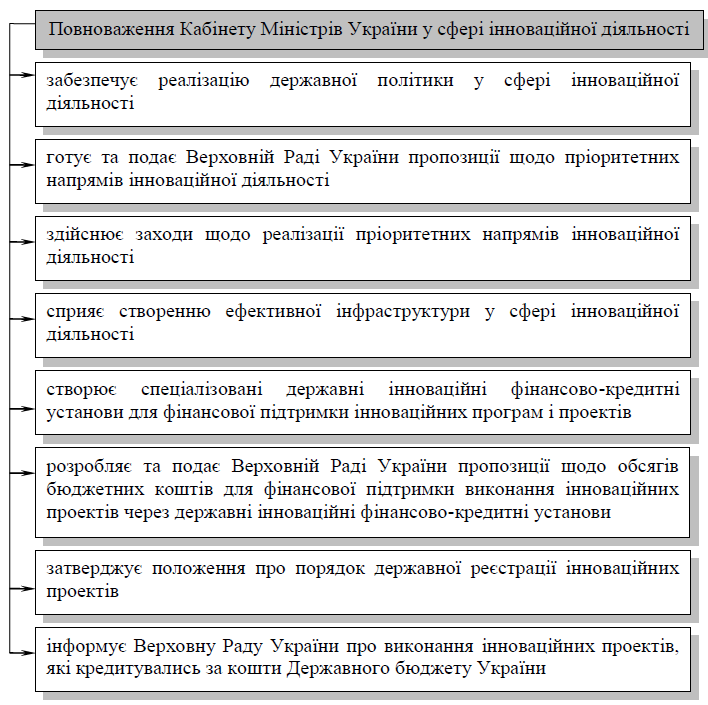 Повноваження Кабінету Міністрів України у сфері інноваційної діяльності
забезпечує реалізацію державної політики у сфері інноваційної
діяльності
готує та подає Верховній Раді України пропозиції щодо пріоритетних
напрямів інноваційної діяльності
здійснює заходи щодо реалізації пріоритетних напрямів інноваційної
діяльності
сприяє створенню ефективної інфраструктури у сфері інноваційної
діяльності
створює спеціалізовані державні інноваційні фінансово-кредитні
установи для фінансової підтримки інноваційних програм і проектів
розробляє та подає Верховній Раді України пропозиції щодо обсягів
бюджетних коштів для фінансової підтримки виконання інноваційних
проектів через державні інноваційні фінансово-кредитні установи
затверджує положення про порядок державної реєстрації інноваційних
проектів
інформує Верховну Раду України про виконання інноваційних проектів,
які кредитувались за кошти Державного бюджету України